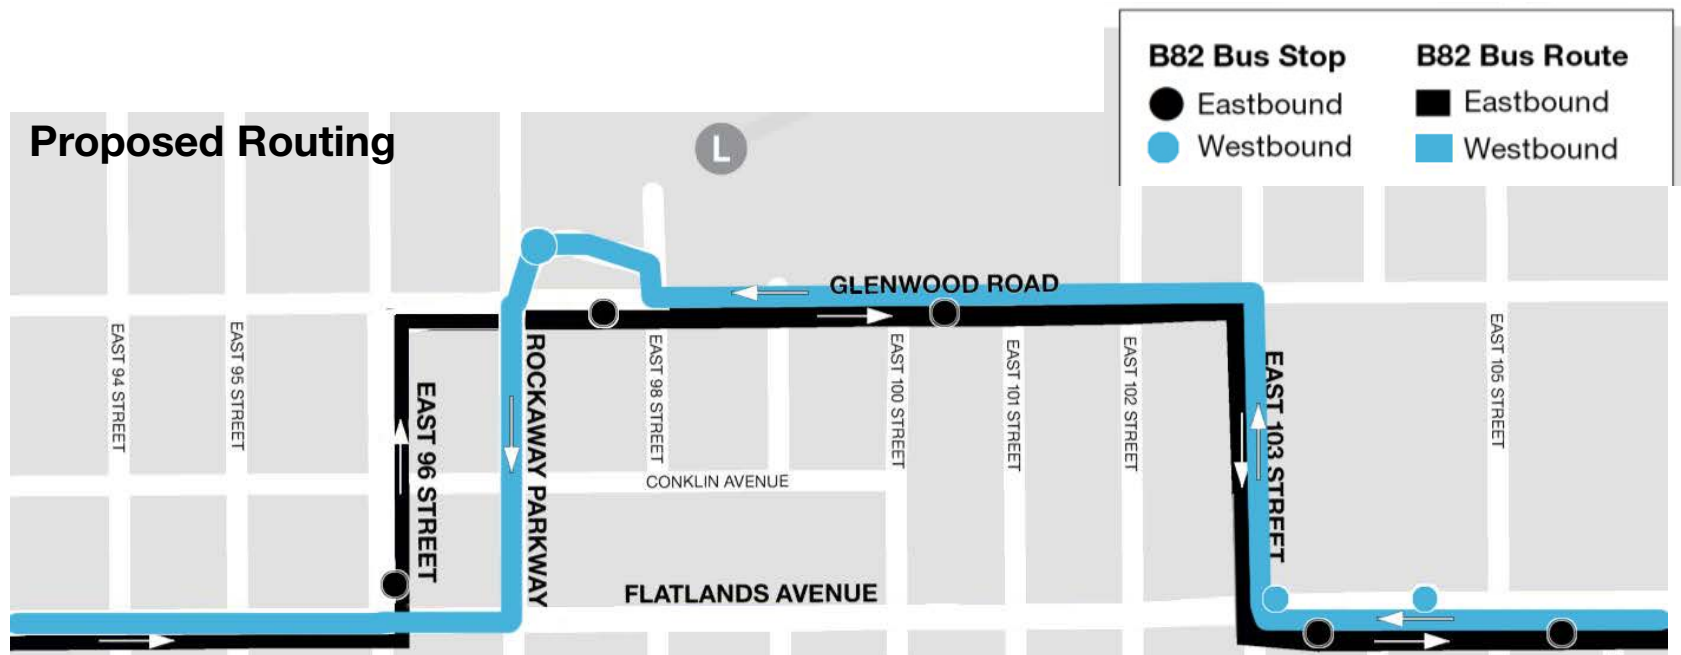 B82 Bus Stop
B82 Bus Route
Eastbound
Eastbound
Westbound
Westbound
Proposed Routing
L
GLENWOOD ROAD
EAST 94 STREET
EAST 95 STREET
EAST 96 STREET
ROCKAWAY PARKWAY
EAST 98 STREET
EAST 100 STREET
EAST 101 STREET
EAST 102 STREET
EAST 103 STREET
EAST 105 STREET
CONKLIN AVENUE
FLATLANDS AVENUE